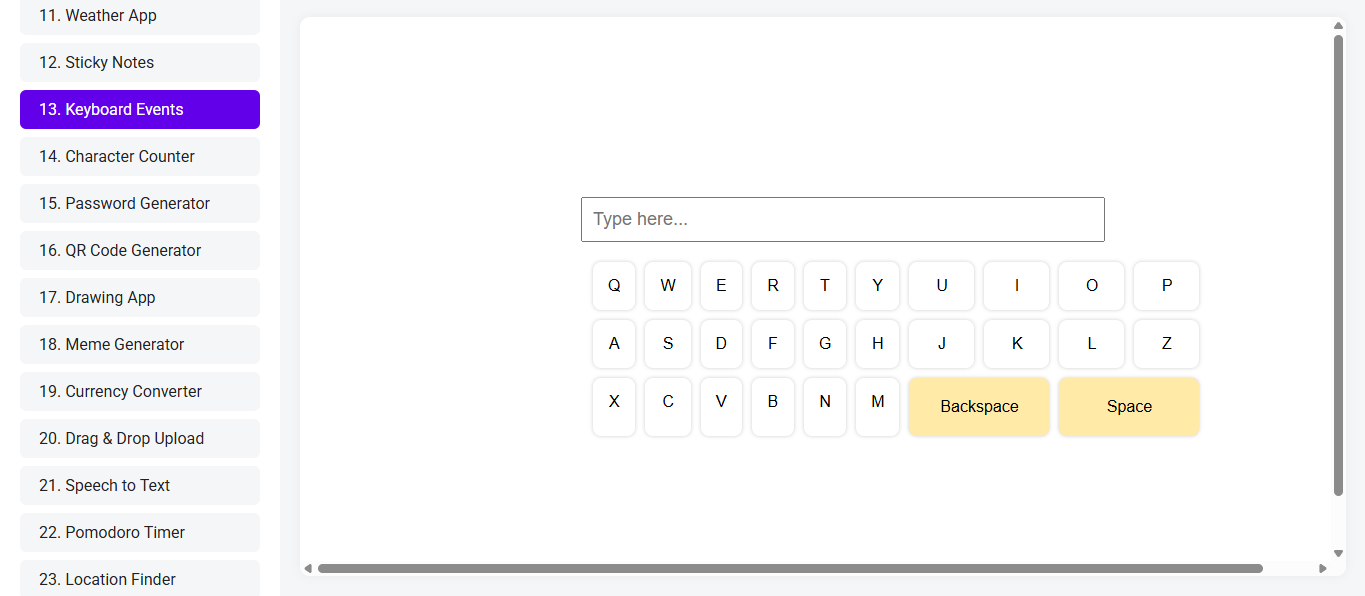 11. Weather App
12. Sticky Notes
13. Keyboard Events
14. Character Counter
15. Password Generator
16. QR Code Generator
17. Drawing App
18. Meme Generator
19. Currency Converter
20. Drag & Drop Upload
21. Speech to Text
22. Pomodoro Timer
23. Location Finder
Type here...
Q W E R T Y U I O P
A S D F G H J K L Z
X C V B N M Backspace Space